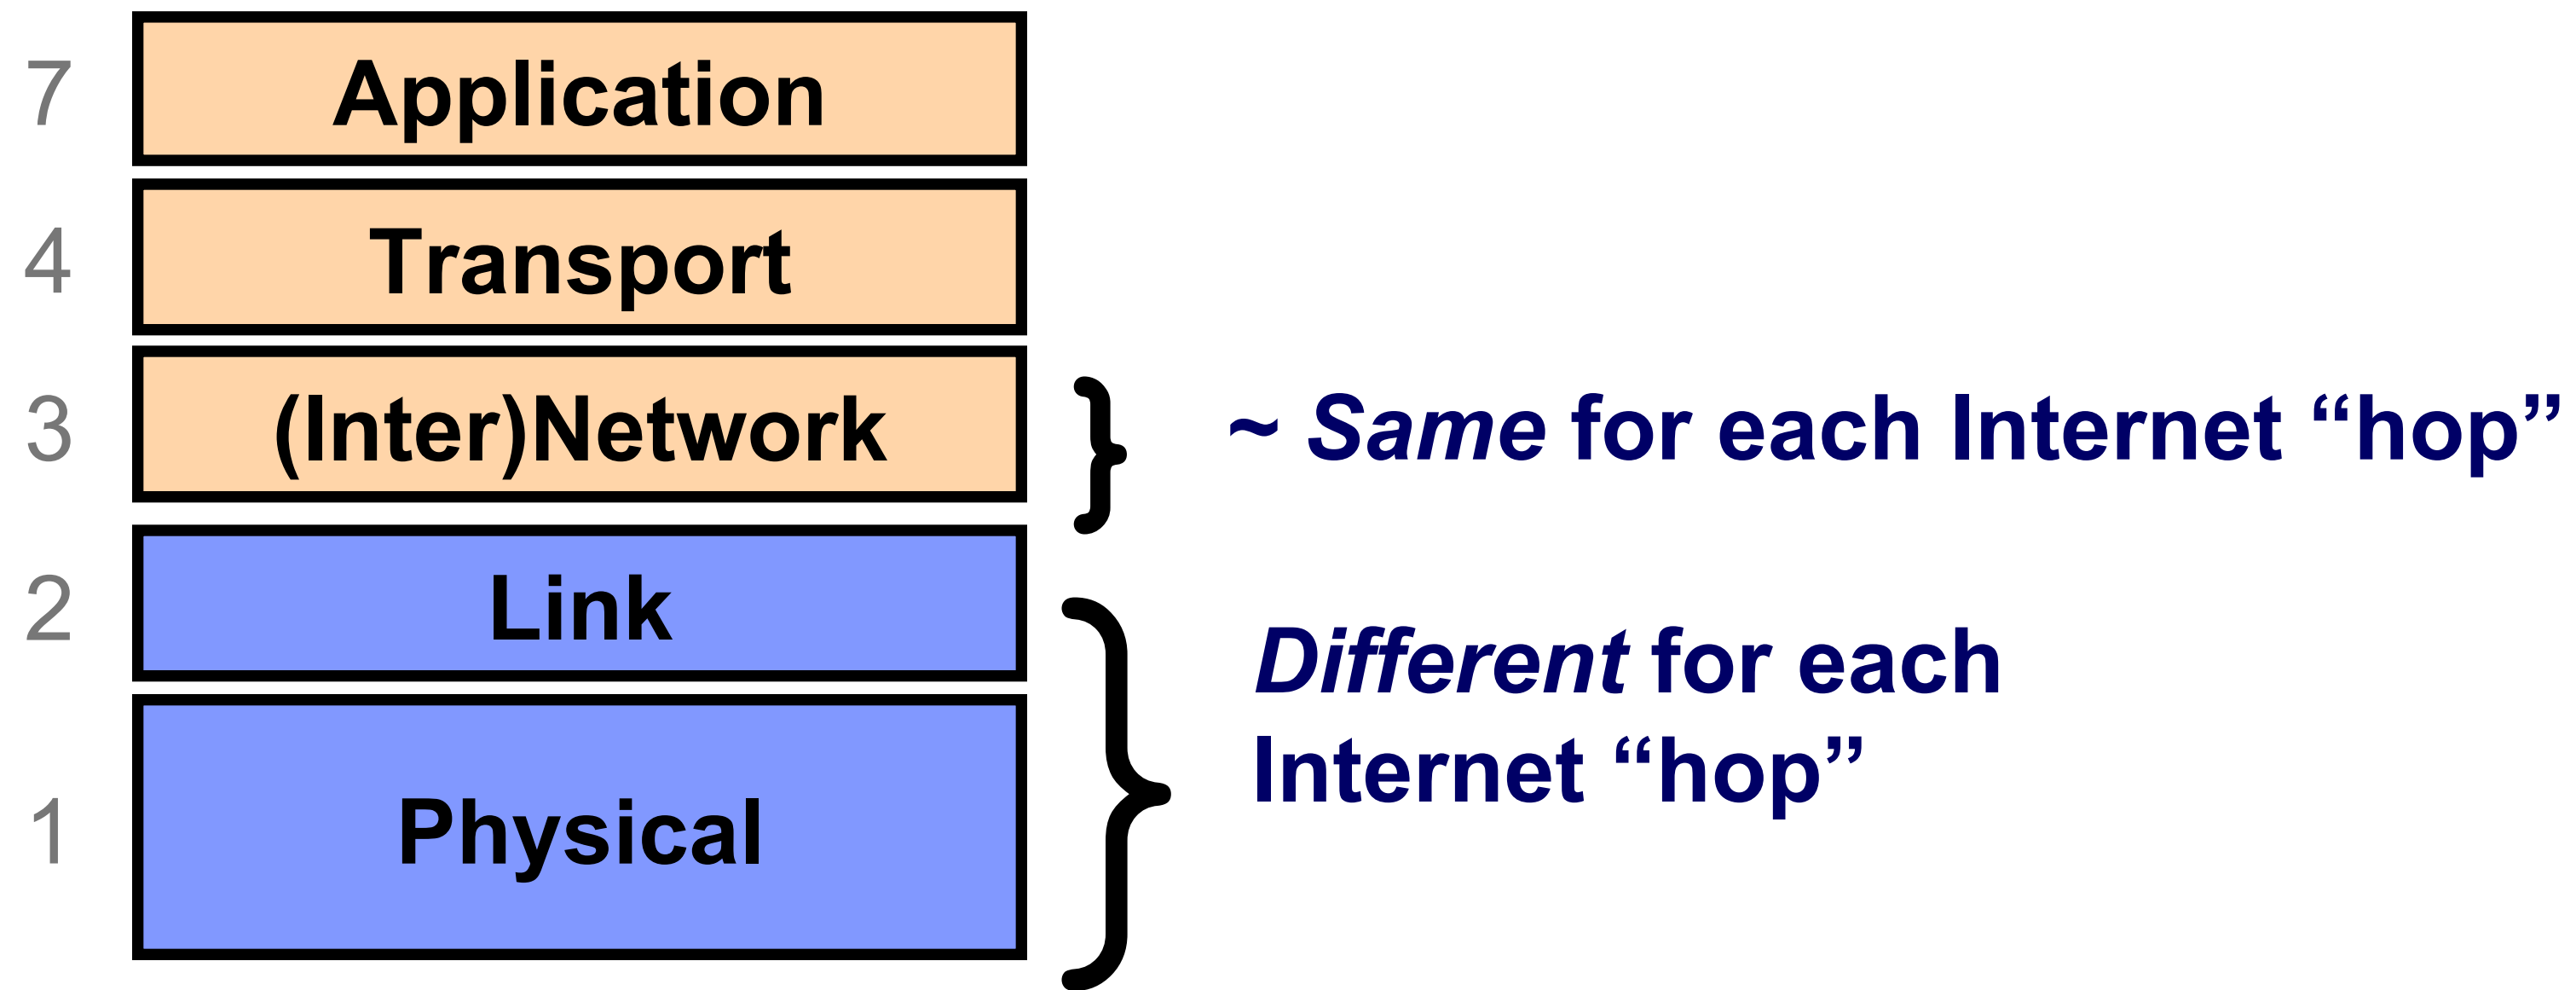 7 Application
4 Transport
3 (Inter)Network
~ Same for each Internet “hop”
2 Link
Different for each
Internet “hop”
1 Physical